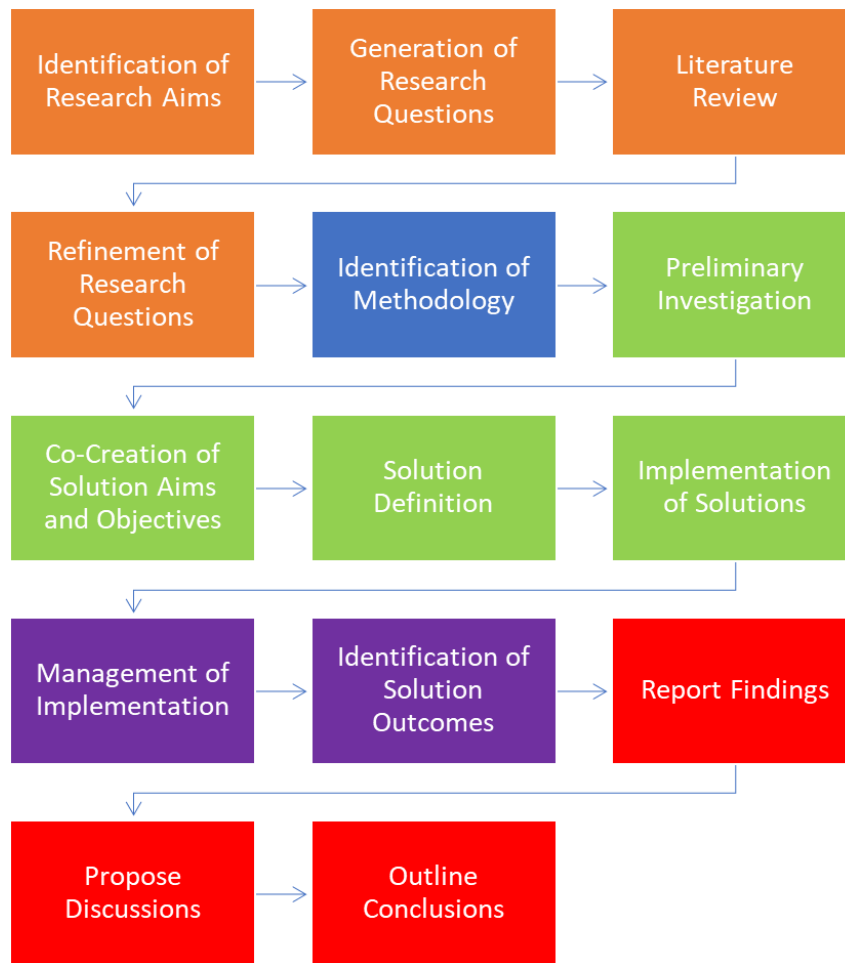 Identification of
Research Aims
Generation of
Research
Questions
Literature
Review
Refinement of
Research
Questions
Identification of
Methodology
Preliminary
Investigation
Co-Creation of
Solution Aims
and Objectives
Solution
Definition
Implementation
of Solutions
Management of
Implementation
Identification of
Solution
Outcomes
Report Findings
Propose
Discussions
Outline
Conclusions